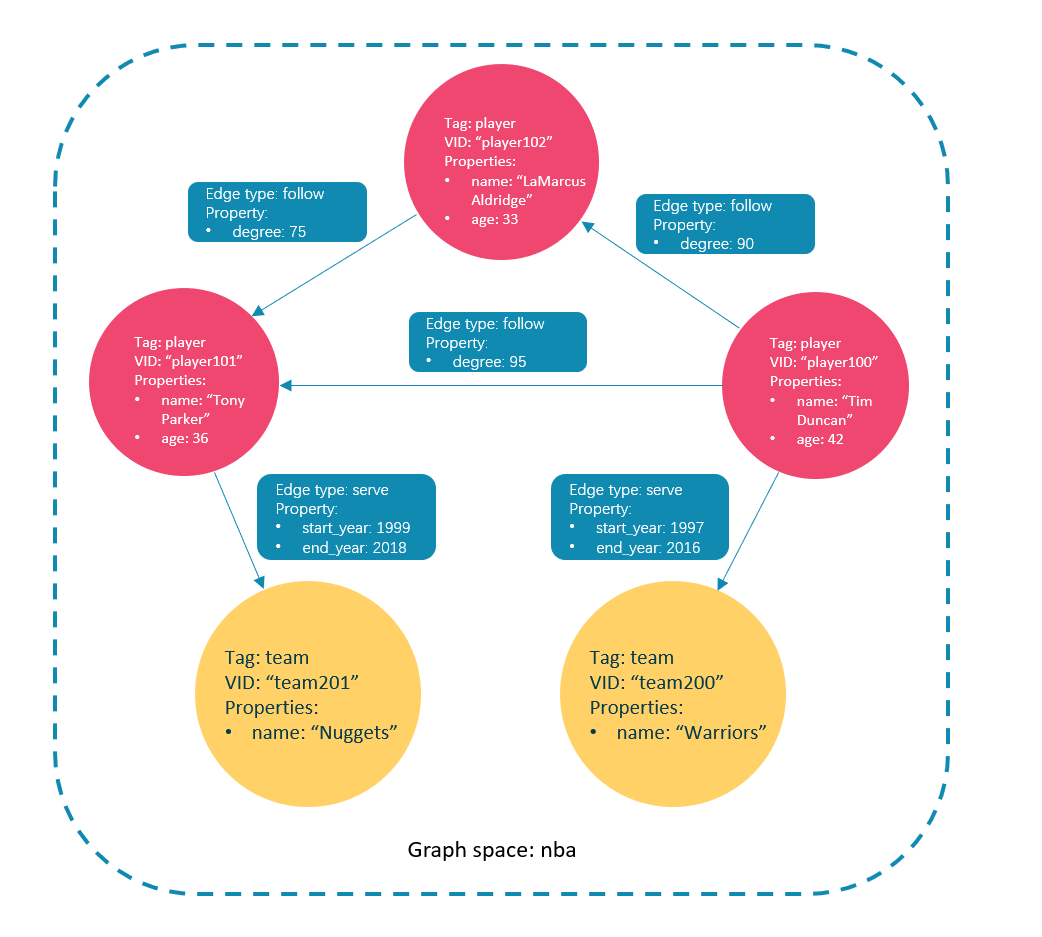 Tag: player
VID: “player102”
Properties:
• name: “LaMarcus
Aldridge”
• age: 33
Edge type: follow
Property:
• degree: 75
Edge type: follow
Property:
• degree: 90
Edge type: follow
Property:
• degree: 95
Tag: player
VID: “player101”
Properties:
• name: “Tony
Parker”
• age: 36
Tag: player
VID: “player100”
Properties:
• name: “Tim
Duncan”
• age: 42
Edge type: serve
Property:
• start_year: 1999
• end_year: 2018
Edge type: serve
Property:
• start_year: 1997
• end_year: 2016
Tag: team
VID: “team201”
Properties:
• name: “Nuggets”
Tag: team
VID: “team200”
Properties:
• name: “Warriors”
Graph space: nba